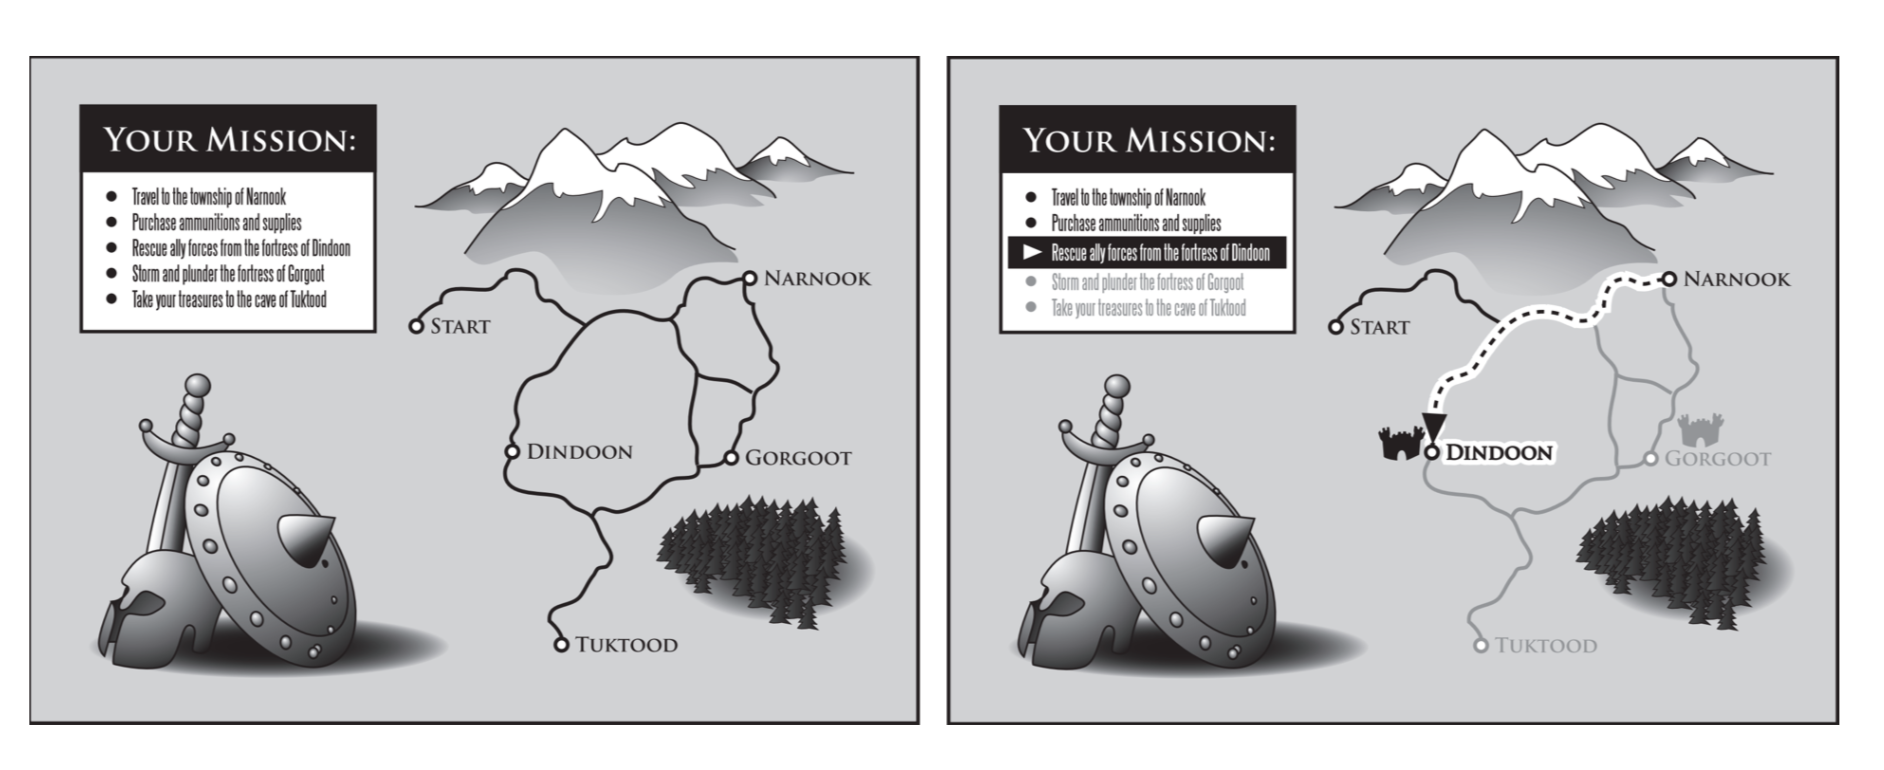 YOUR MISSION:
● Travel to the township of Narnook
● Purchase ammunitions and supplies
● Rescue ally forces from the fortress of Dindoon
● Storm and plunder the fortress of Gorgoot
● Take your treasures to the cave of Tuktood
NARNOOK
START
DINDOON
GORGOOT
TUKTOOD
YOUR MISSION:
● Travel to the township of Narnook
● Purchase ammunitions and supplies
▶ Rescue ally forces from the fortress of Dindoon
● Storm and plunder the fortress of Gorgoot
● Take your treasures to the cave of Tuktood
NARNOOK
START
DINDOON
GORGOOT
TUKTOOD